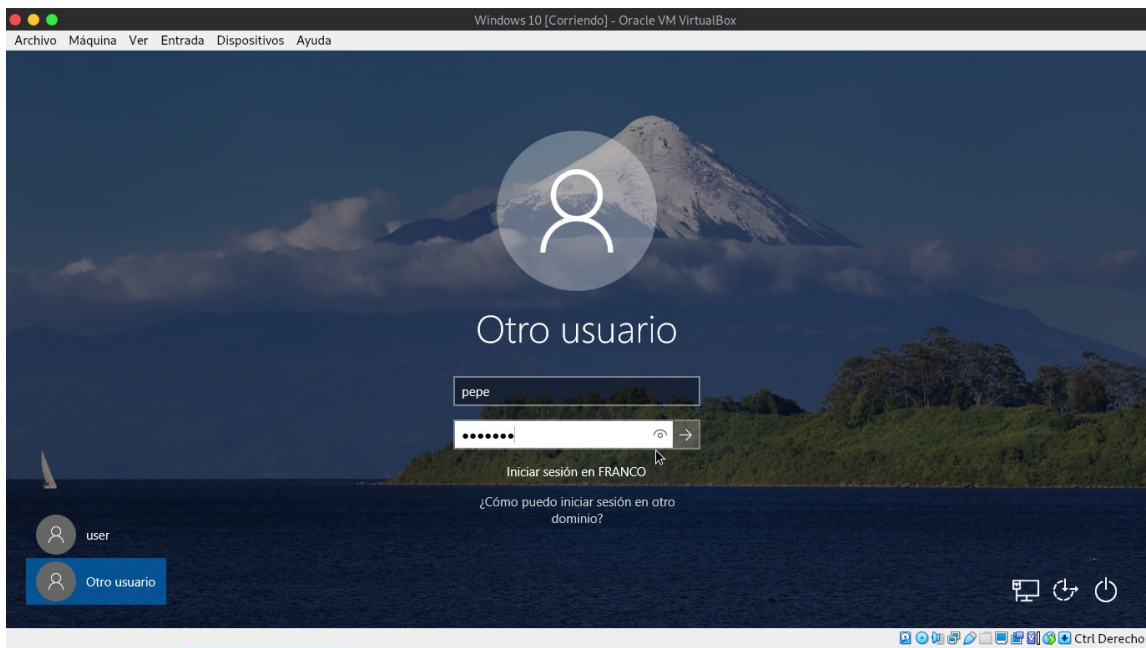 Windows 10 [Corriendo] - Oracle VM VirtualBox
Archivo Máquina Ver Entrada Dispositivos Ayuda
Otro usuario
pepe
•••••••
Iniciar sesión en FRANCO
¿Cómo puedo iniciar sesión en otro
dominio?
user
Otro usuario
Ctrl Derecho